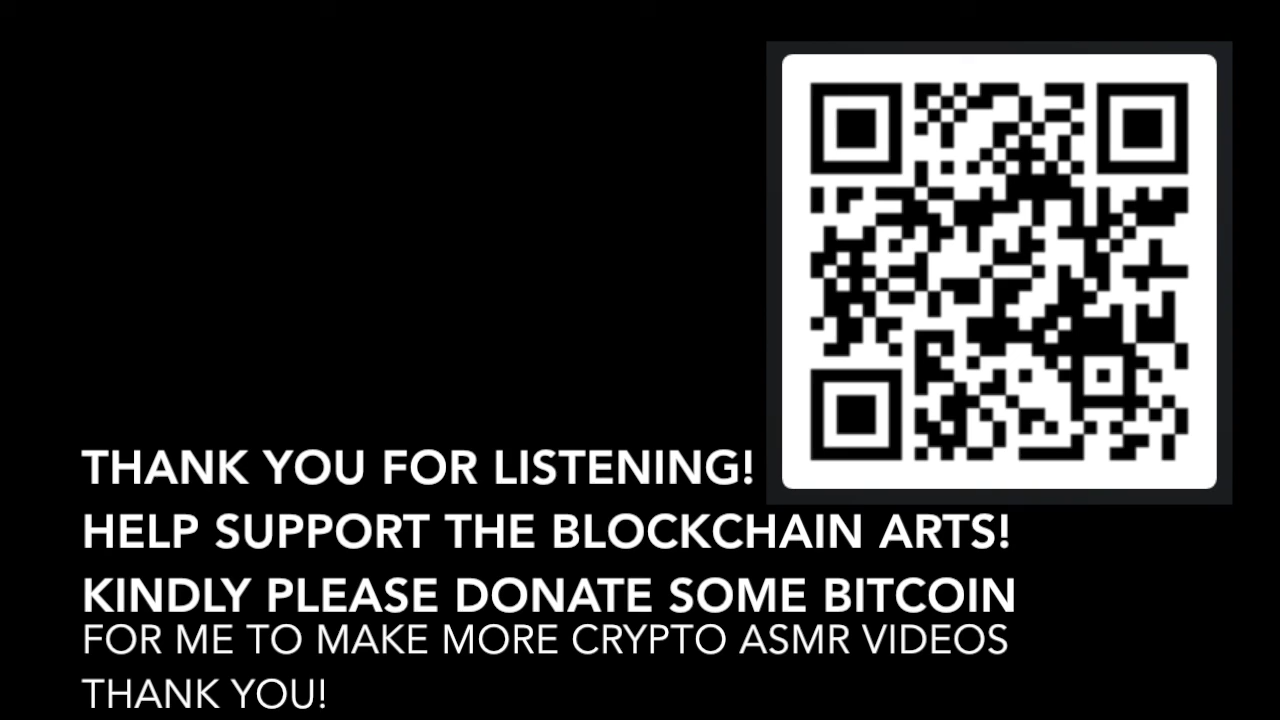 THANK YOU FOR LISTENING!
HELP SUPPORT THE BLOCKCHAIN ARTS!
KINDLY PLEASE DONATE SOME BITCOIN
FOR ME TO MAKE MORE CRYPTO ASMR VIDEOS
THANK YOU!